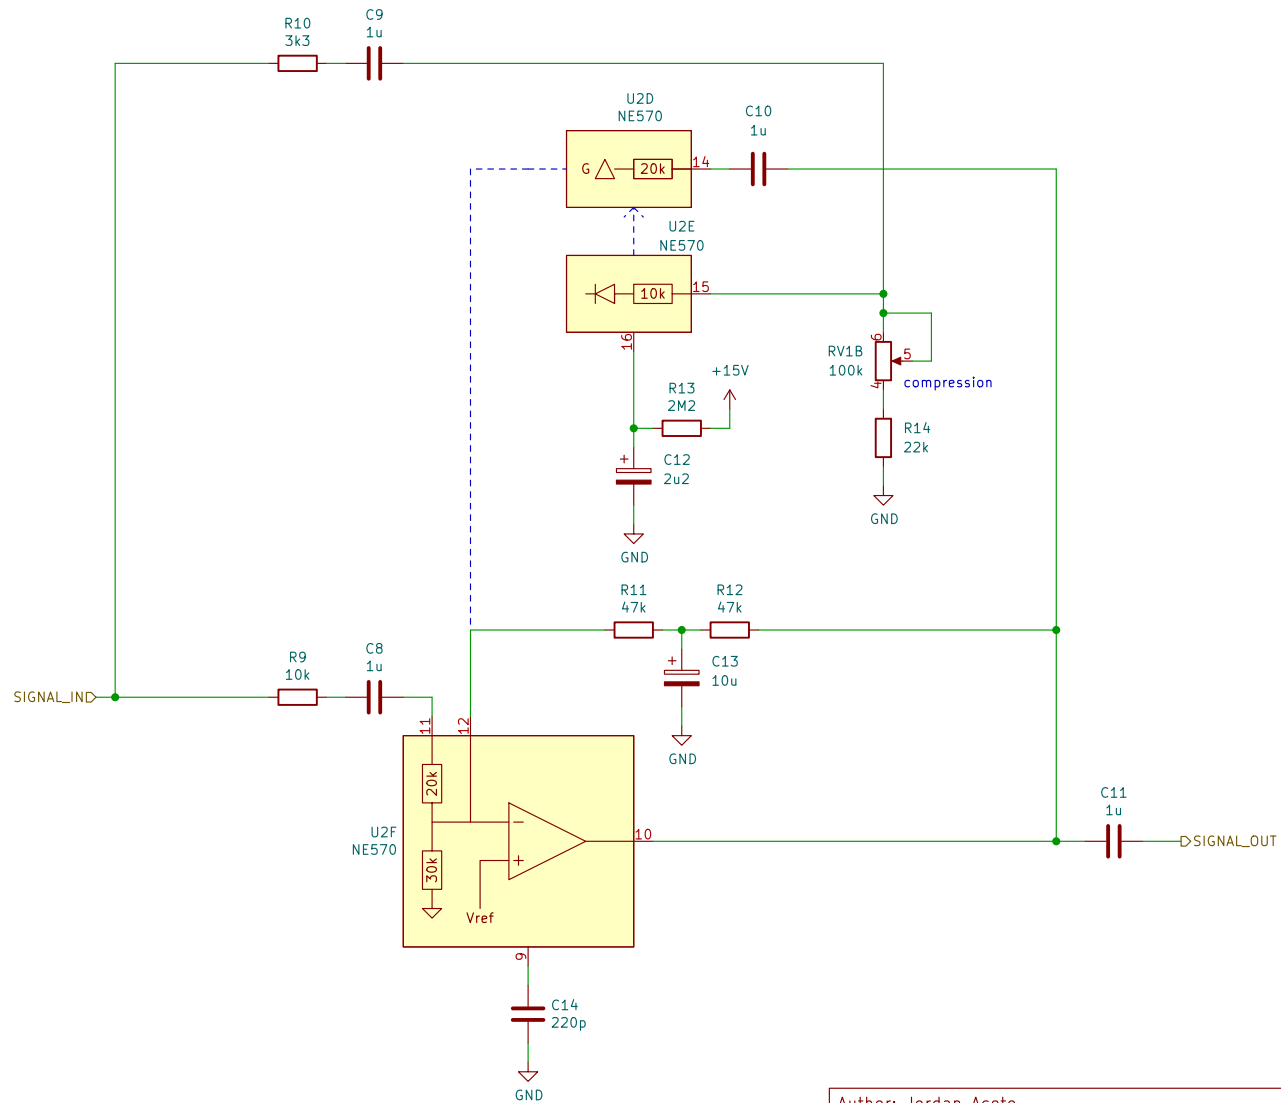 C9
1u
R10
3k3
U2D
NE570
C10
1u
G
20k
14
U2E
NE570
10k
15
16
6
RV1B
100k
5
4
compression
+15V
R13
2M2
R14
22k
C12
2u2
+
GND
GND
R11
47k
R12
47k
C13
10u
+
GND
R9
10k
C8
1u
SIGNAL_IN
11
12
20k
30k
U2F
NE570
Vref
10
9
C11
1u
SIGNAL_OUT
C14
220p
GND